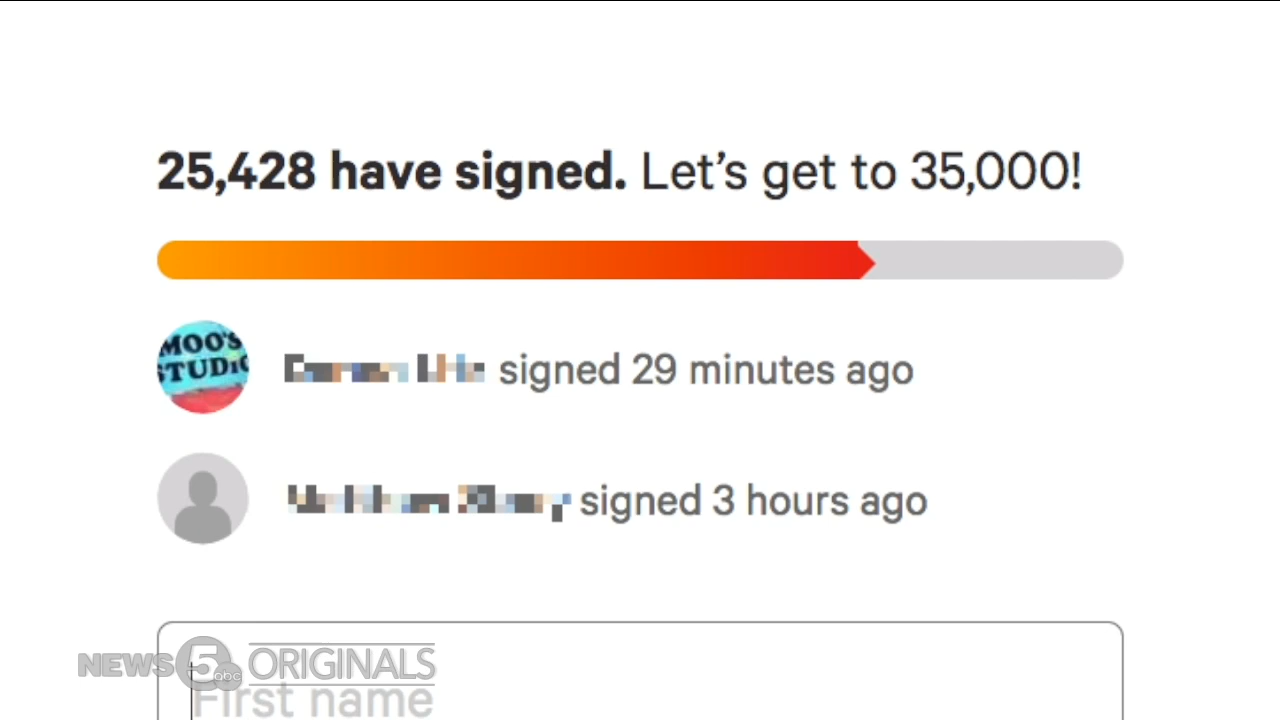 25,428 have signed. Let's get to 35,000!
MOO'S
STUDIO
signed 29 minutes ago
signed 3 hours ago
NEWS 5 abc ORIGINALS
First name